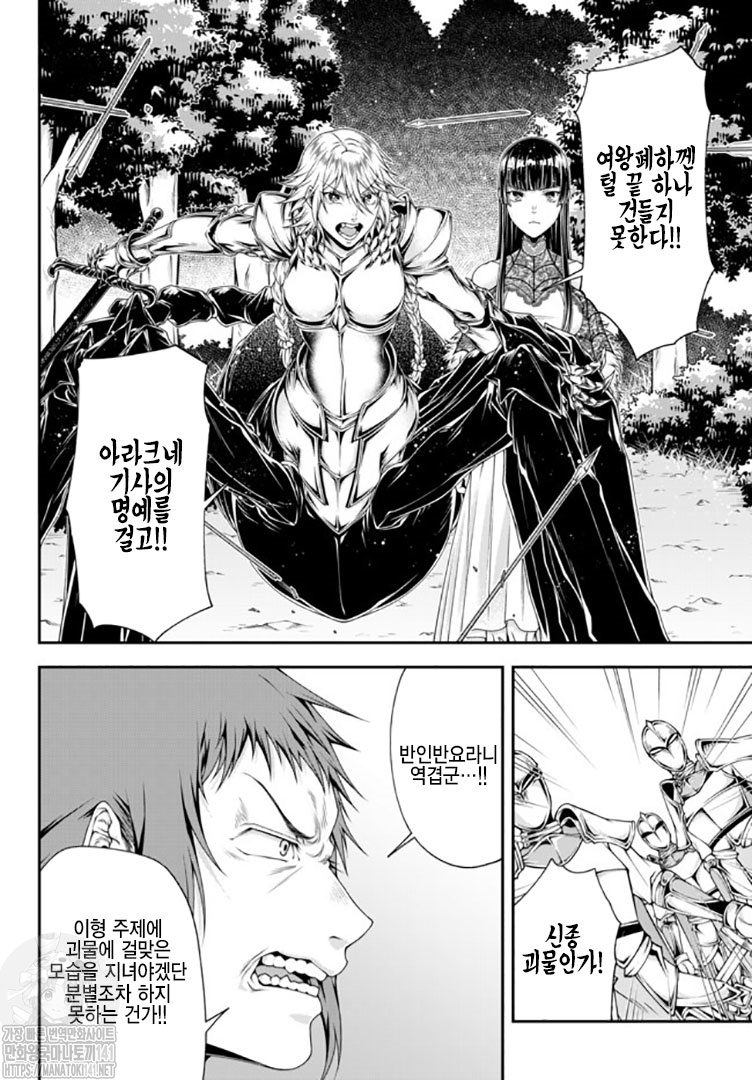 여왕폐하껜
털 끝 하나
건들지
못한다!!
아라크네
기사의
명예를
걸고!!
신종
괴물인가!
반인반요라니
역겹군…!!
이형 주제에
괴물에 걸맞은
모습을 지녀야겠단
분별조차 하지
못하는 건가!!
가장 빠른 번역만화사이트
만화왕국마나토끼141
HTTPS://MANATOKI141.NET